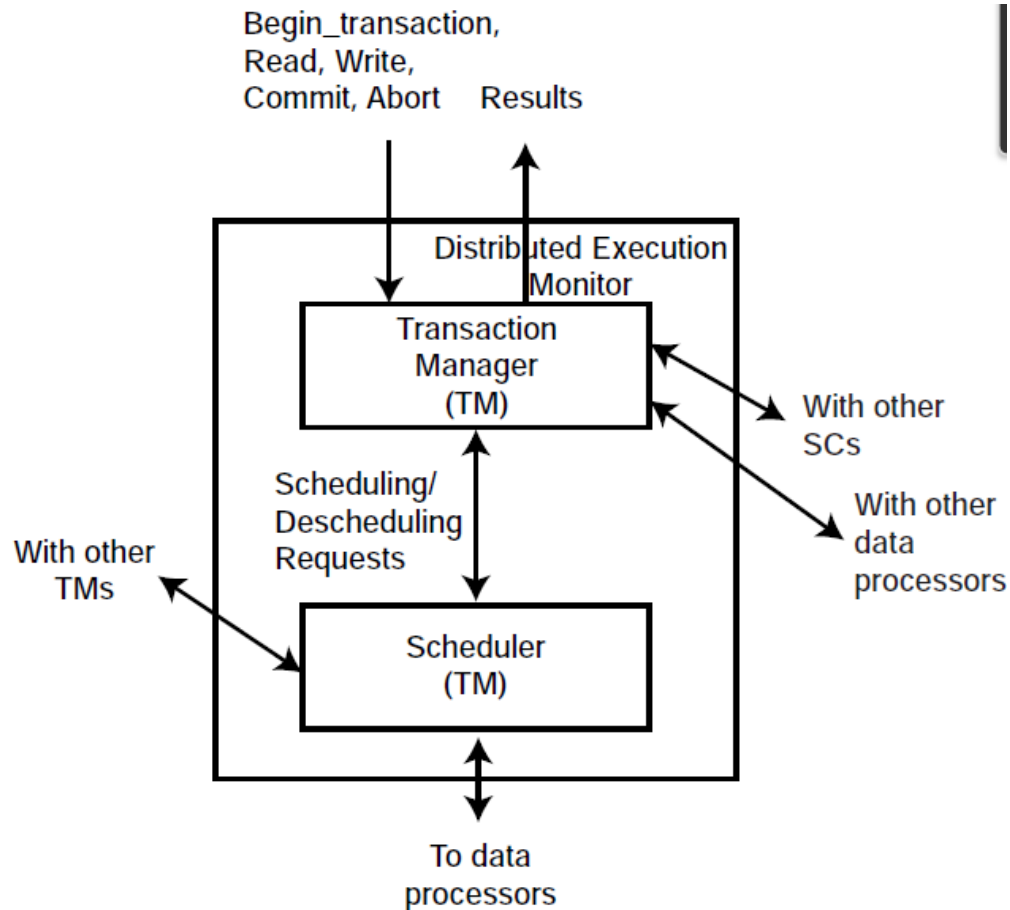 Begin_transaction,
Read, Write,
Commit, Abort Results
Distributed Execution
Monitor
Transaction
Manager
(TM)
With other
SCs
Scheduling/
Descheduling
Requests
With other
data
processors
With other
TMs
Scheduler
(TM)
To data
processors